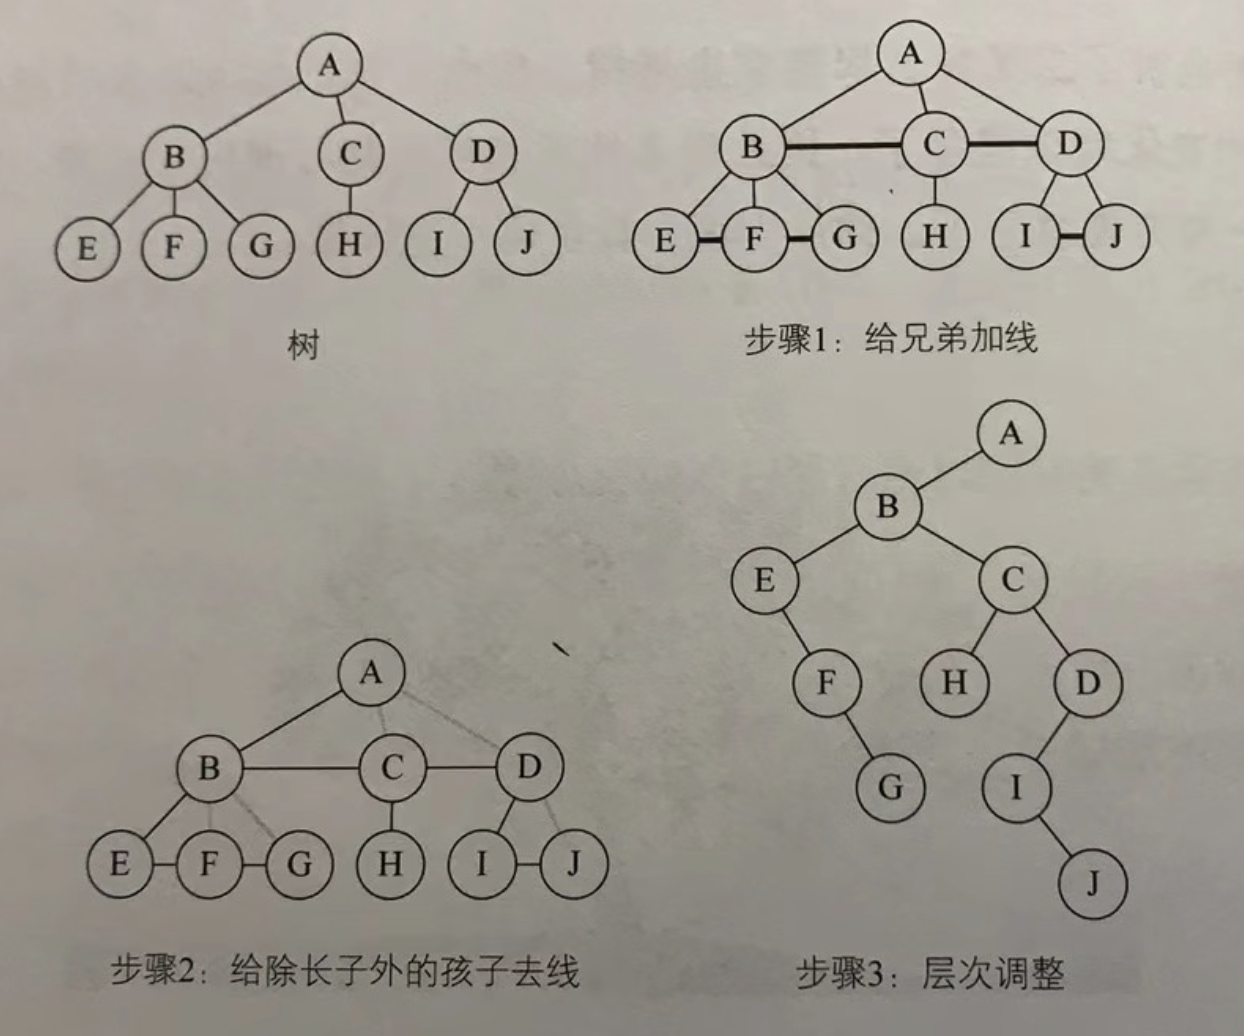 A
B C D
E F G H I J
树
A
B C D
E F G H I J
步骤1：给兄弟加线
A
B C D
E F G H I J
步骤2：给除长子外的孩子去线
A
B
E C
F H D
G I
J
步骤3：层次调整